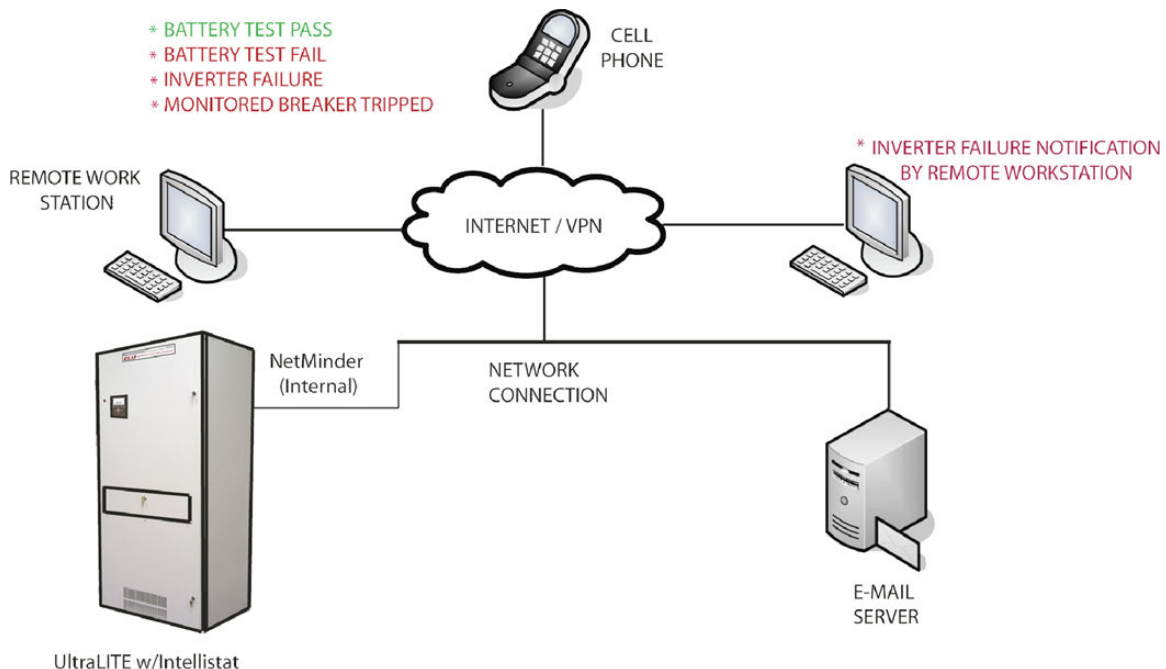 * BATTERY TEST PASS
* BATTERY TEST FAIL
* INVERTER FAILURE
* MONITORED BREAKER TRIPPED
CELL
PHONE
* INVERTER FAILURE NOTIFICATION
BY REMOTE WORKSTATION
REMOTE WORK
STATION
INTERNET / VPN
NetMinder
(Internal)
NETWORK
CONNECTION
E-MAIL
SERVER
UltraLITE w/Intellistat